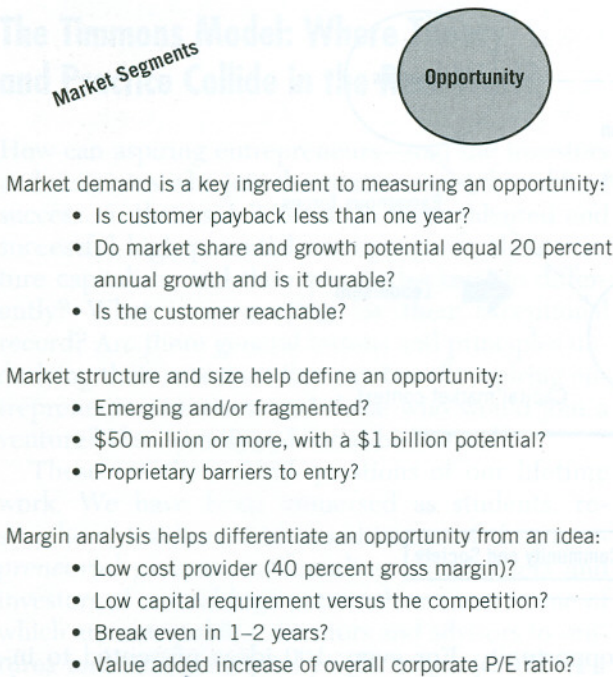 Market Segments
Opportunity
Market demand is a key ingredient to measuring an opportunity:
• Is customer payback less than one year?
• Do market share and growth potential equal 20 percent
annual growth and is it durable?
• Is the customer reachable?
Market structure and size help define an opportunity:
• Emerging and/or fragmented?
• $50 million or more, with a $1 billion potential?
• Proprietary barriers to entry?
Margin analysis helps differentiate an opportunity from an idea:
• Low cost provider (40 percent gross margin)?
• Low capital requirement versus the competition?
• Break even in 1–2 years?
• Value added increase of overall corporate P/E ratio?